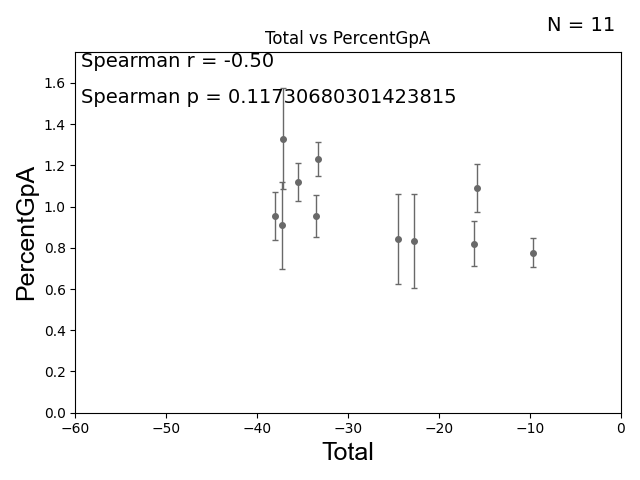 N = 11
Total vs PercentGpA
Spearman r = -0.50
Spearman p = 0.11730680301423815
PercentGpA
1.6
1.4
1.2
1.0
0.8
0.6
0.4
0.2
0.0
−60 −50 −40 −30 −20 −10 0
Total